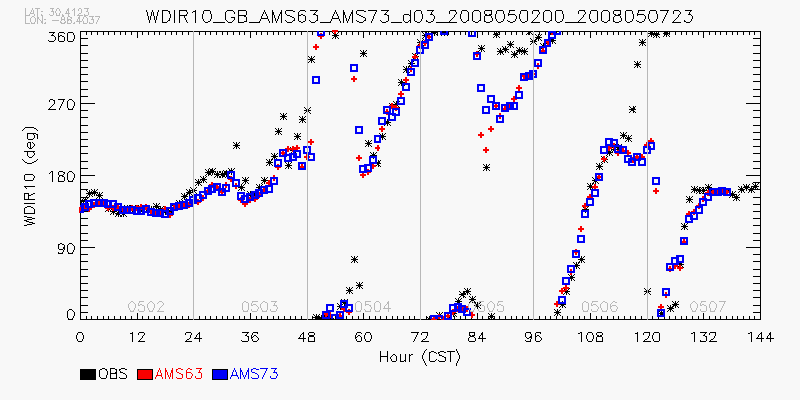 LAT: 30.4123
LON: -86.4037
WDIR10_GB_AMS63_AMS73_d03_2008050200_2008050723
360
270
180
90
0
WDIR10 (deg)
0502 0503 0504 0505 0506 0507
0 12 24 36 48 60 72 84 96 108 120 132 144
Hour (CST)
OBS AMS63 AMS73